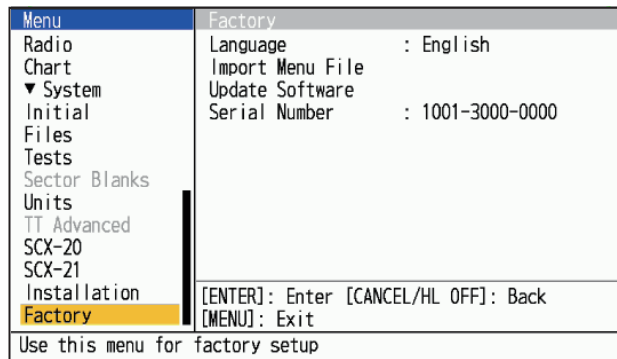 Menu
Radio
Chart
▼ System
Initial
Files
Tests
Sector Blanks
Units
TT Advanced
SCX-20
SCX-21
Installation
Factory
Factory
Language : English
Import Menu File
Update Software
Serial Number : 1001-3000-0000
[ENTER]: Enter [CANCEL/HL OFF]: Back
[MENU]: Exit
Use this menu for factory setup